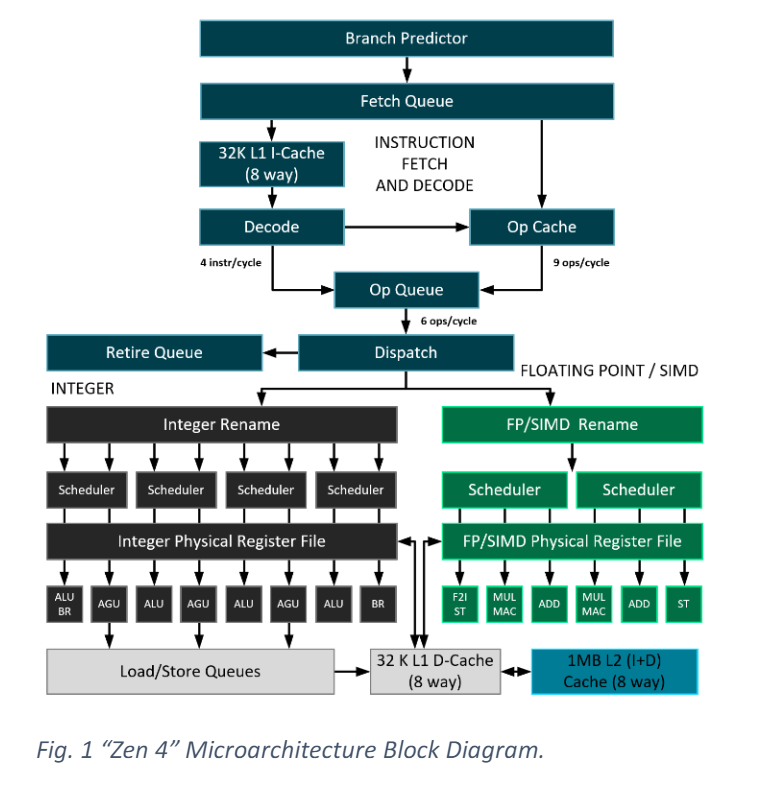 Branch Predictor
Fetch Queue
32K L1 I-Cache
(8 way)
INSTRUCTION
FETCH
AND DECODE
Decode
Op Cache
4 instr/cycle
9 ops/cycle
Op Queue
6 ops/cycle
Retire Queue
Dispatch
INTEGER
FLOATING POINT / SIMD
Integer Rename
FP/SIMD Rename
Scheduler
Scheduler
Scheduler
Scheduler
Scheduler
Scheduler
Integer Physical Register File
FP/SIMD Physical Register File
ALU
BR
AGU
ALU
AGU
ALU
AGU
ALU
BR
F2I
ST
MUL
MAC
ADD
MUL
MAC
ADD
ST
Load/Store Queues
32 K L1 D-Cache
(8 way)
1MB L2 (I+D)
Cache (8 way)
Fig. 1 “Zen 4” Microarchitecture Block Diagram.